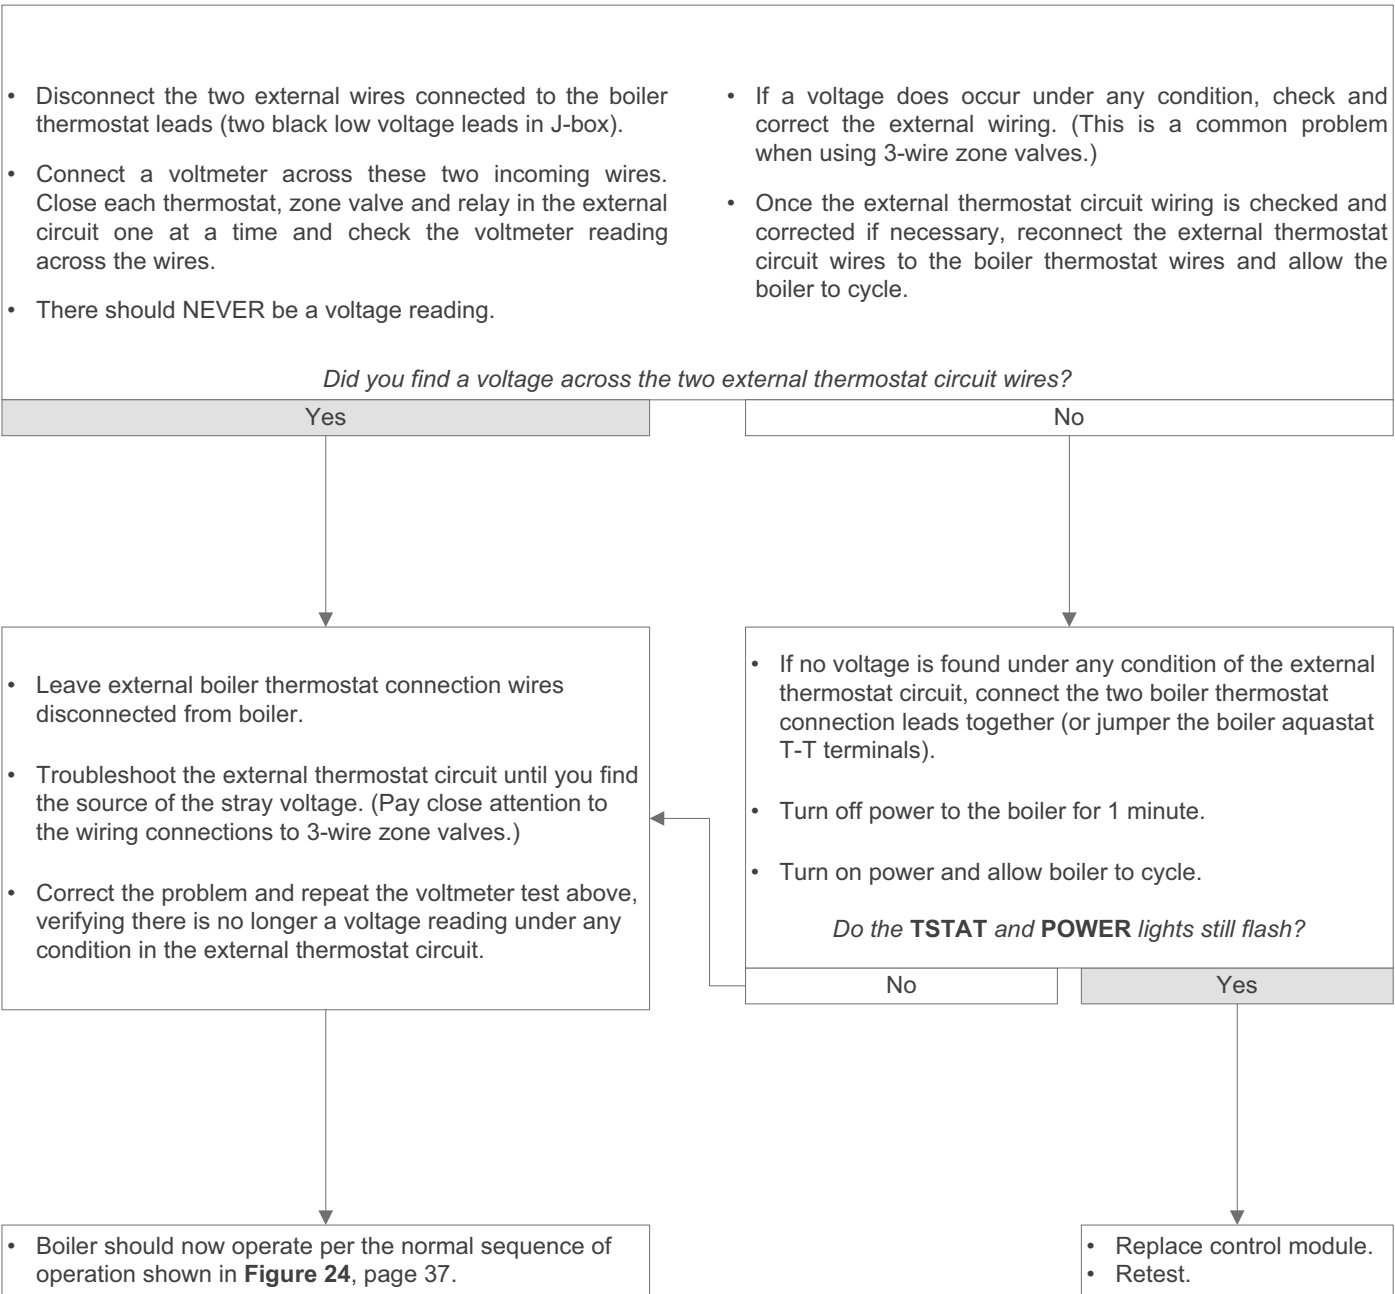 • Disconnect the two external wires connected to the boiler
thermostat leads (two black low voltage leads in J-box).
• Connect a voltmeter across these two incoming wires.
Close each thermostat, zone valve and relay in the external
circuit one at a time and check the voltmeter reading
across the wires.
• There should NEVER be a voltage reading.
• If a voltage does occur under any condition, check and
correct the external wiring. (This is a common problem
when using 3-wire zone valves.)
• Once the external thermostat circuit wiring is checked and
corrected if necessary, reconnect the external thermostat
circuit wires to the boiler thermostat wires and allow the
boiler to cycle.
Did you find a voltage across the two external thermostat circuit wires?
Yes
No
• Leave external boiler thermostat connection wires
disconnected from boiler.
• Troubleshoot the external thermostat circuit until you find
the source of the stray voltage. (Pay close attention to
the wiring connections to 3-wire zone valves.)
• Correct the problem and repeat the voltmeter test above,
verifying there is no longer a voltage reading under any
condition in the external thermostat circuit.
• If no voltage is found under any condition of the external
thermostat circuit, connect the two boiler thermostat
connection leads together (or jumper the boiler aquastat
T-T terminals).
• Turn off power to the boiler for 1 minute.
• Turn on power and allow boiler to cycle.
Do the TSTAT and POWER lights still flash?
No
Yes
• Boiler should now operate per the normal sequence of
operation shown in Figure 24, page 37.
• Replace control module.
• Retest.